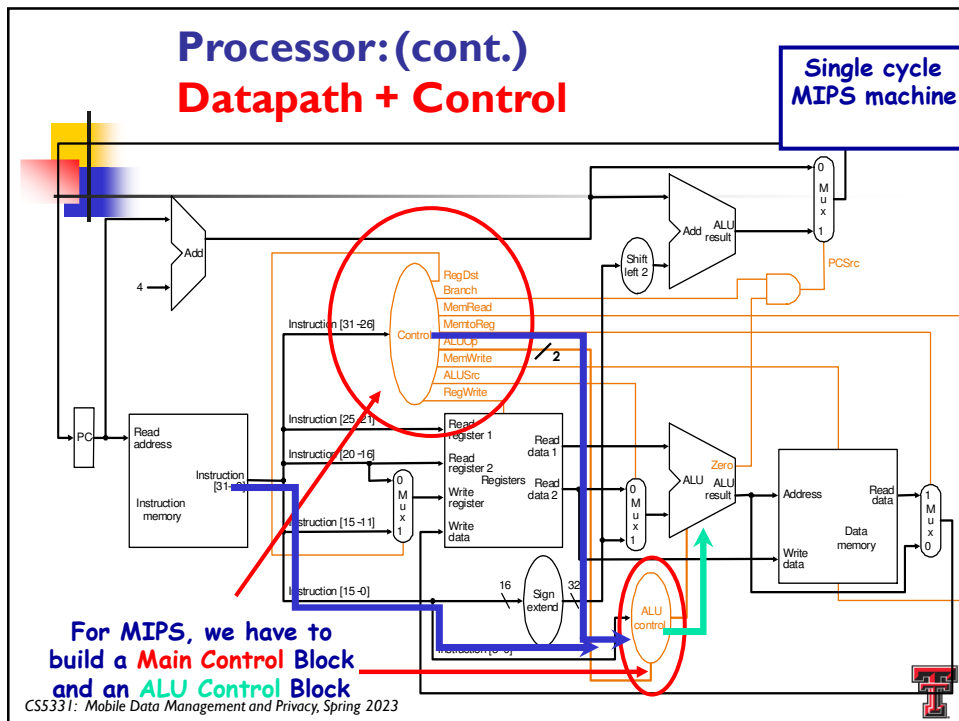 Processor: (cont.)
Datapath + Control
Single cycle
MIPS machine
0
M
u
x
1
Add
ALU
result
Add
Shift
left 2
PCSrc
4
RegDst
Branch
MemRead
MemtoReg
ALUOp
MemWrite
ALUSrc
RegWrite
Control
2
Instruction [31-26]
Instruction [25-21]
Instruction [20-16]
Instruction [15-11]
Instruction [15-0]
PC
Read
address
Instruction
Instruction
memory
0
M
u
x
1
Read
register 1
Read
register 2
Registers
Write
register
Write
data
Read
data 1
Read
data 2
0
M
u
x
1
Zero
ALU
ALU
result
Address
Read
data
Data
memory
Write
data
1
M
u
x
0
16
Sign
extend
32
ALU
control
For MIPS, we have to
build a Main Control Block
and an ALU Control Block
CS5331: Mobile Data Management and Privacy, Spring 2023